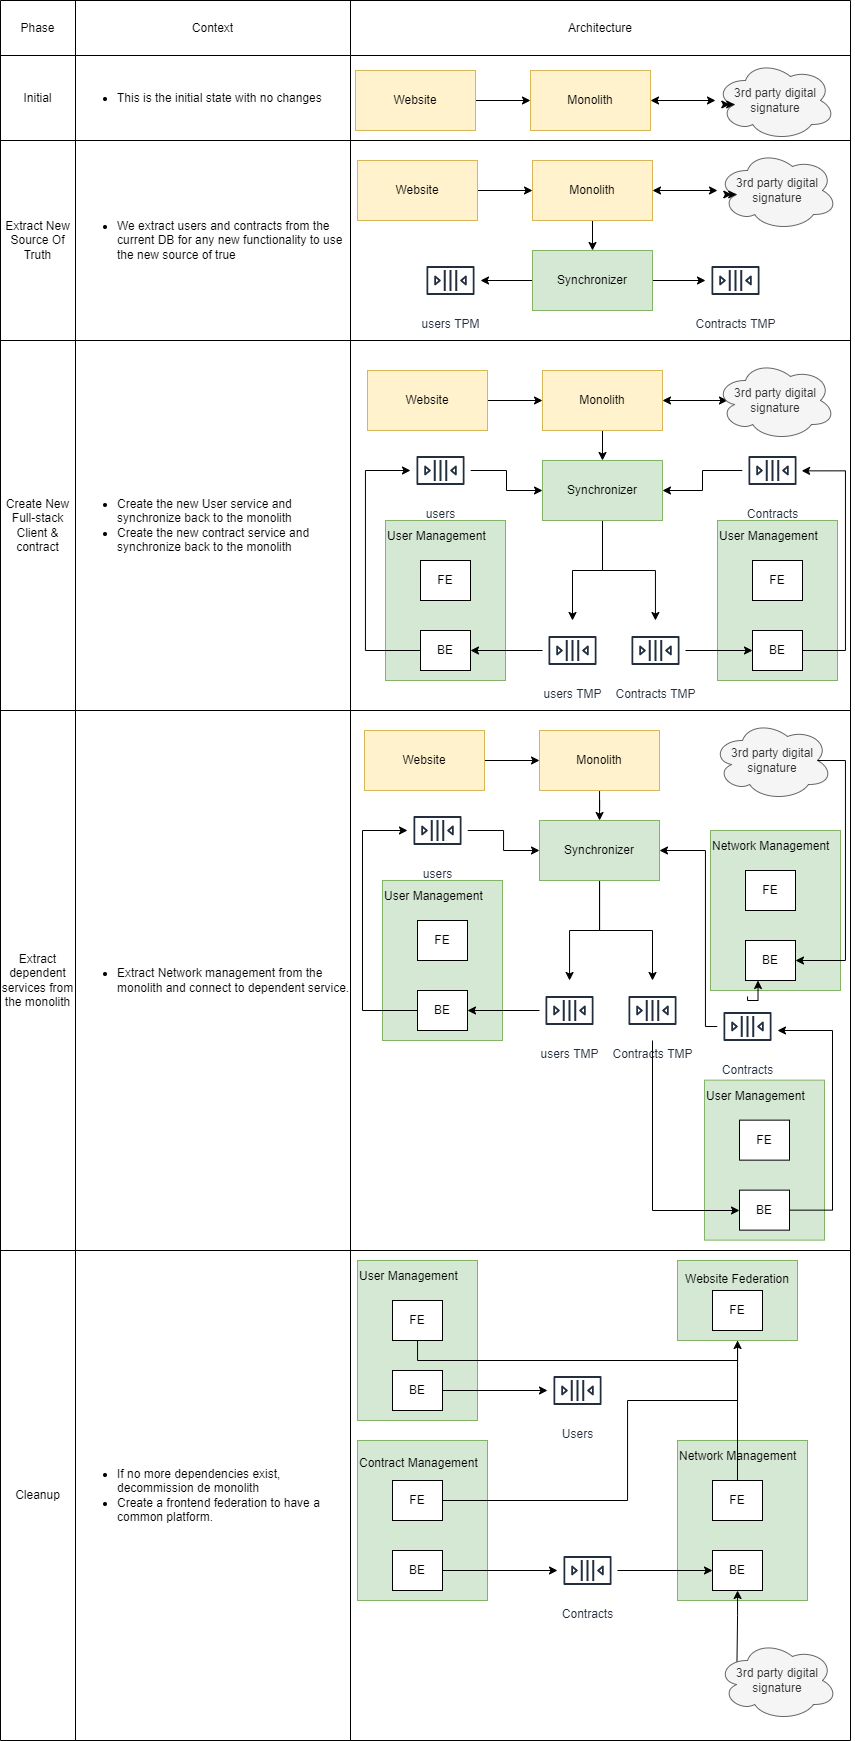 Phase
Context
Architecture
Initial
This is the initial state with no changes
Website
Monolith
3rd party digital
signature
Extract New
Source Of
Truth
We extract users and contracts from the
current DB for any new functionality to use
the new source of true
Website
Monolith
3rd party digital
signature
Synchronizer
users TPM
Contracts TMP
Create New
Full-stack
Client &
contract
Create the new User service and
synchronize back to the monolith
Create the new contract service and
synchronize back to the monolith
Website
Monolith
3rd party digital
signature
users
Synchronizer
Contracts
User Management
FE
BE
User Management
FE
BE
users TMP
Contracts TMP
Extract
dependent
services from
the monolith
Extract Network management from the
monolith and connect to dependent service.
Website
Monolith
3rd party digital
signature
users
Synchronizer
Network Management
FE
BE
User Management
FE
BE
users TMP
Contracts TMP
Contracts
User Management
FE
BE
Cleanup
If no more dependencies exist,
decommission de monolith
Create a frontend federation to have a
common platform.
User Management
FE
BE
Website Federation
FE
Users
Contract Management
FE
BE
Network Management
FE
BE
Contracts
3rd party digital
signature